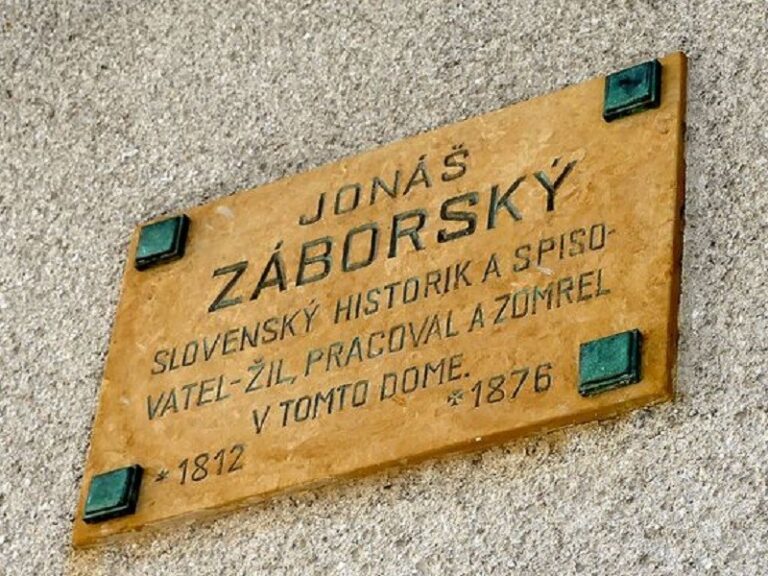 JONÁŠ
ZÁBORSKÝ
SLOVENSKÝ HISTORIK A SPISO-
VATEL-ŽIL, PRACOVAL A ZOMREL
V TOMTO DOME.
*1812 ✠1876